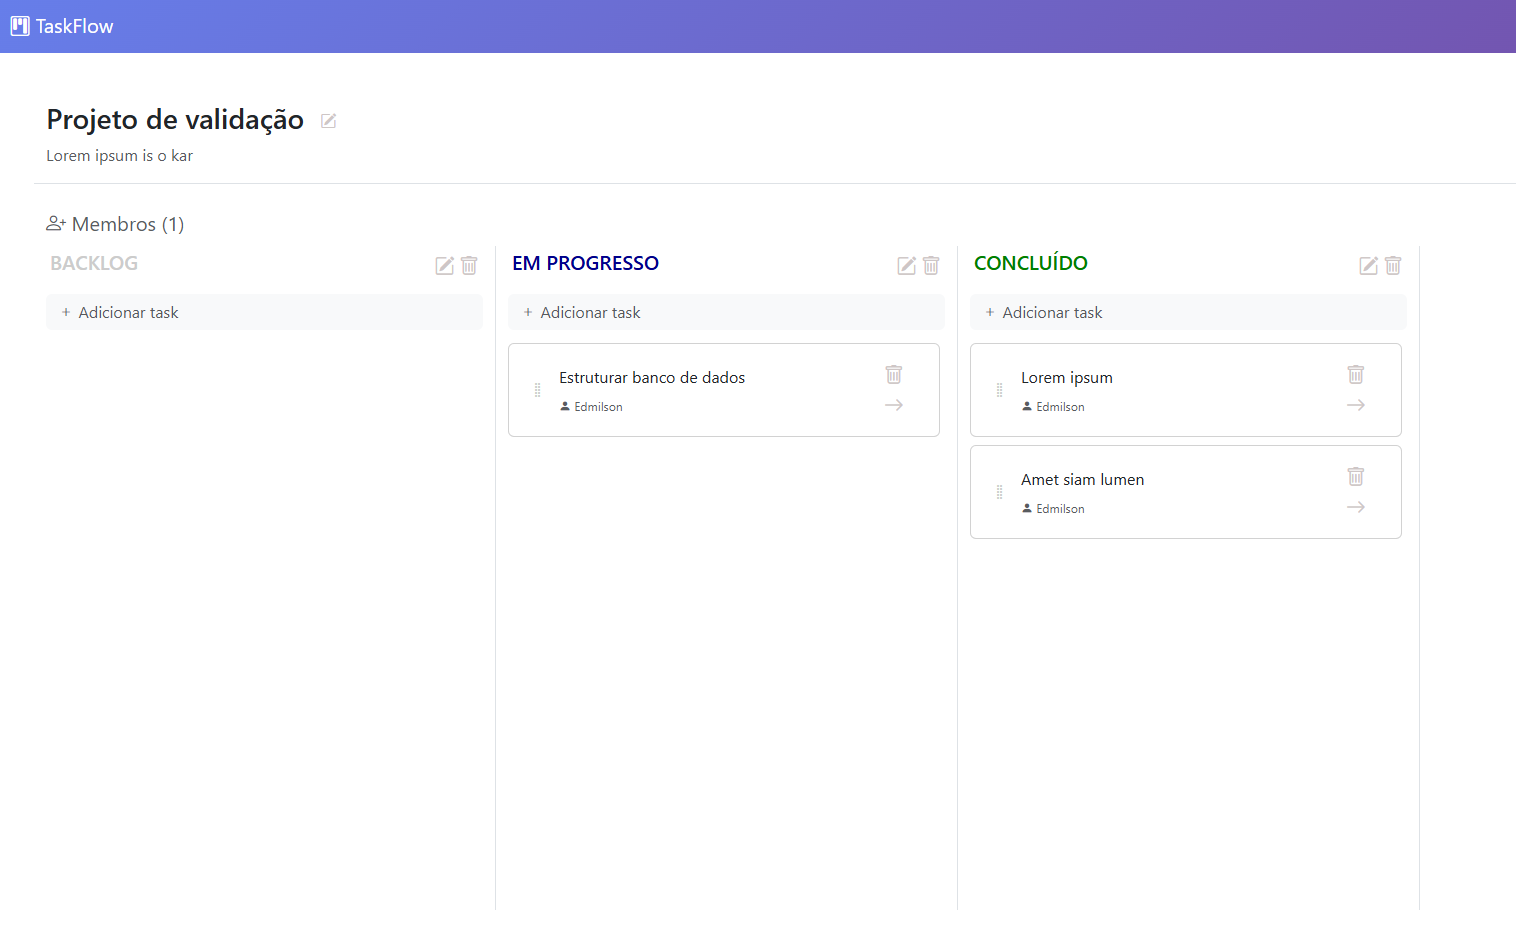 TaskFlow
Projeto de validação
Lorem ipsum is o kar
Membros (1)
BACKLOG
+ Adicionar task
EM PROGRESSO
+ Adicionar task
Estruturar banco de dados
Edmilson
CONCLUÍDO
+ Adicionar task
Lorem ipsum
Edmilson
Amet siam lumen
Edmilson